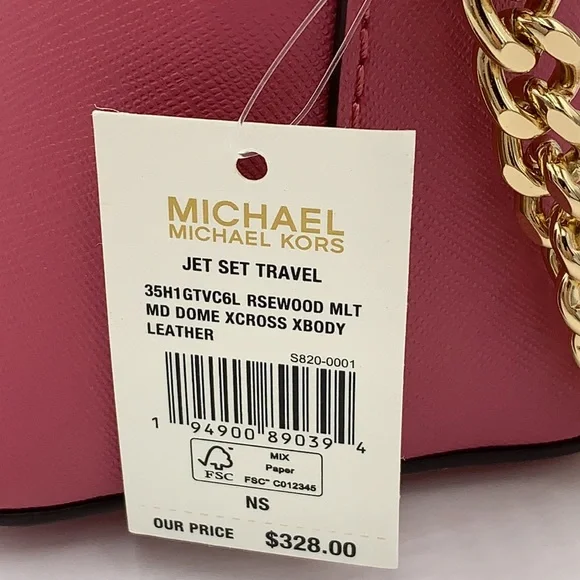 MICHAEL
MICHAEL KORS
JET SET TRAVEL
35H1GTVC6L RSEWOOD MLT
MD DOME XCROSS XBODY
LEATHER
S820-0001
1 94900 89039 4
FSC
MIX
Paper
FSC™ C012345
NS
OUR PRICE $328.00